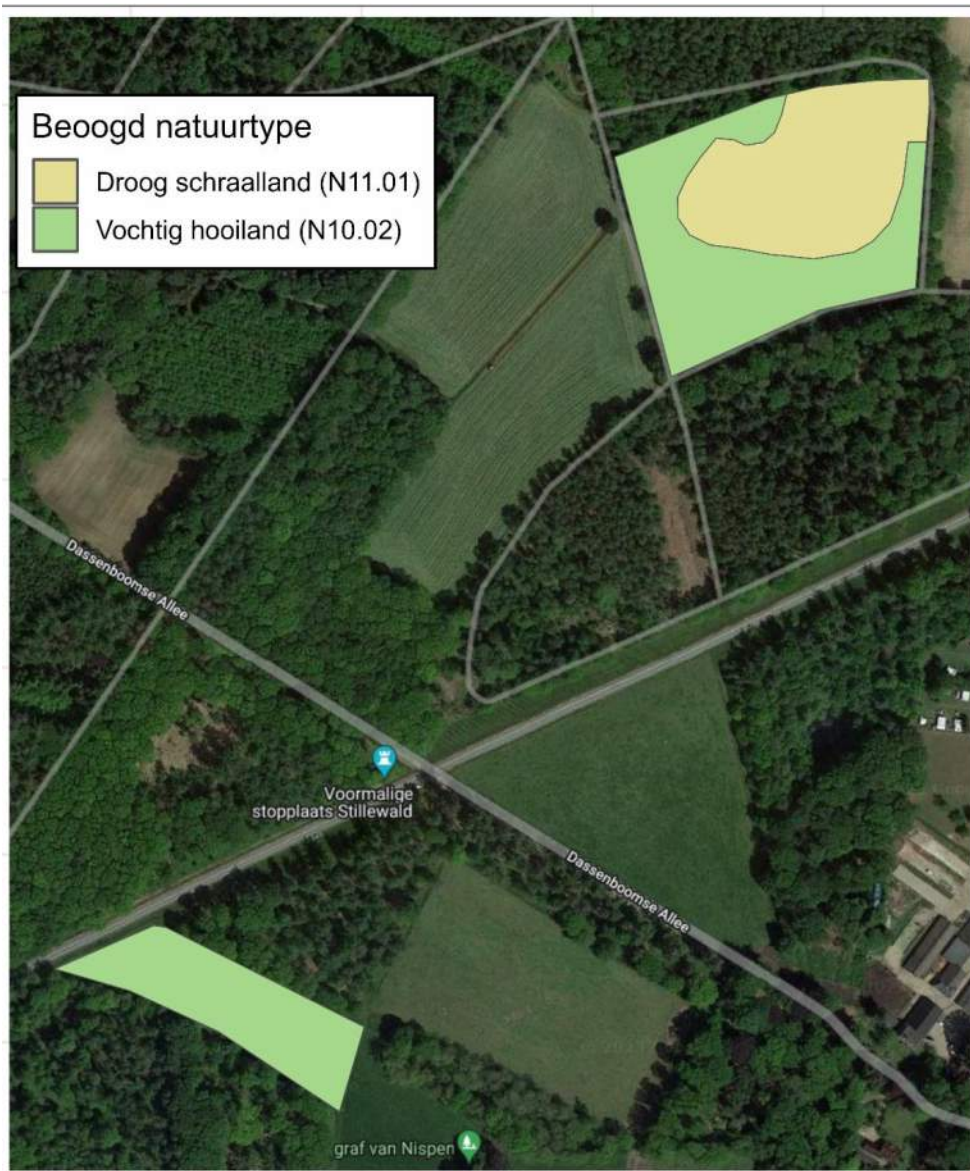 Beoogd natuurtype
Droog schraalland (N11.01)
Vochtig hooiland (N10.02)
Dassenboomse Allee
Voormalige
stopplaats Stillewald
Dassenboomse Allee
graf van Nispen